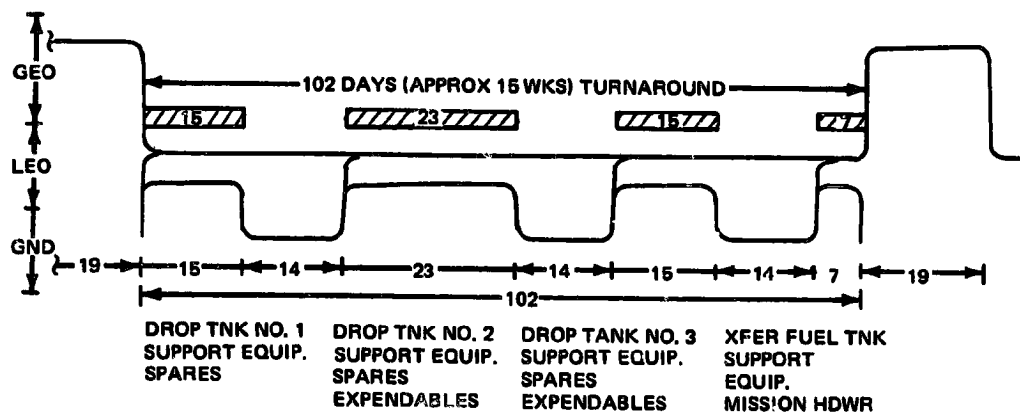 GEO
102 DAYS (APPROX 15 WKS) TURNAROUND
15 23 15 7
LEO
GND
19 15 14 23 14 15 14 7 19
102
DROP TNK NO. 1
SUPPORT EQUIP.
SPARES
DROP TNK NO. 2
SUPPORT EQUIP.
SPARES
EXPENDABLES
DROP TANK NO. 3
SUPPORT EQUIP.
SPARES
EXPENDABLES
XFER FUEL TNK
SUPPORT
EQUIP.
MISSION HDWR